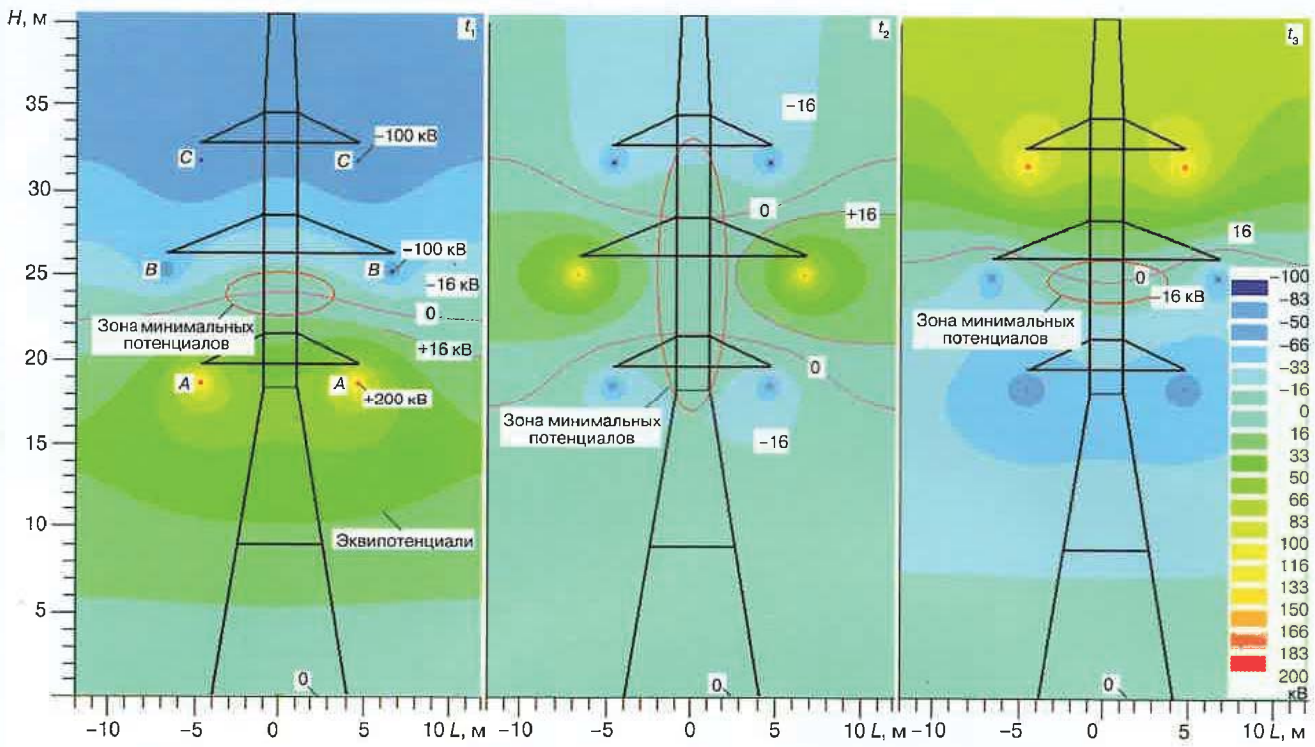 H, м
35
30
25
20
15
10
5
t₁
C
C
−100 кВ
B
B
−100 кВ
−16 кВ
0
Зона минимальных
потенциалов
+16 кВ
A
A
+200 кВ
Эквипотенциали
0
−10
−5
0
5
10 L, м
t₂
−16
0
+16
0
Зона минимальных
потенциалов
−16
0
−10
−5
0
5
10 L, м
t₃
16
0
−16 кВ
Зона минимальных
потенциалов
0
−10
−5
0
5
10 L, м
−100
−83
−50
−66
−33
−16
0
16
33
50
66
83
100
116
133
150
166
183
200
кВ